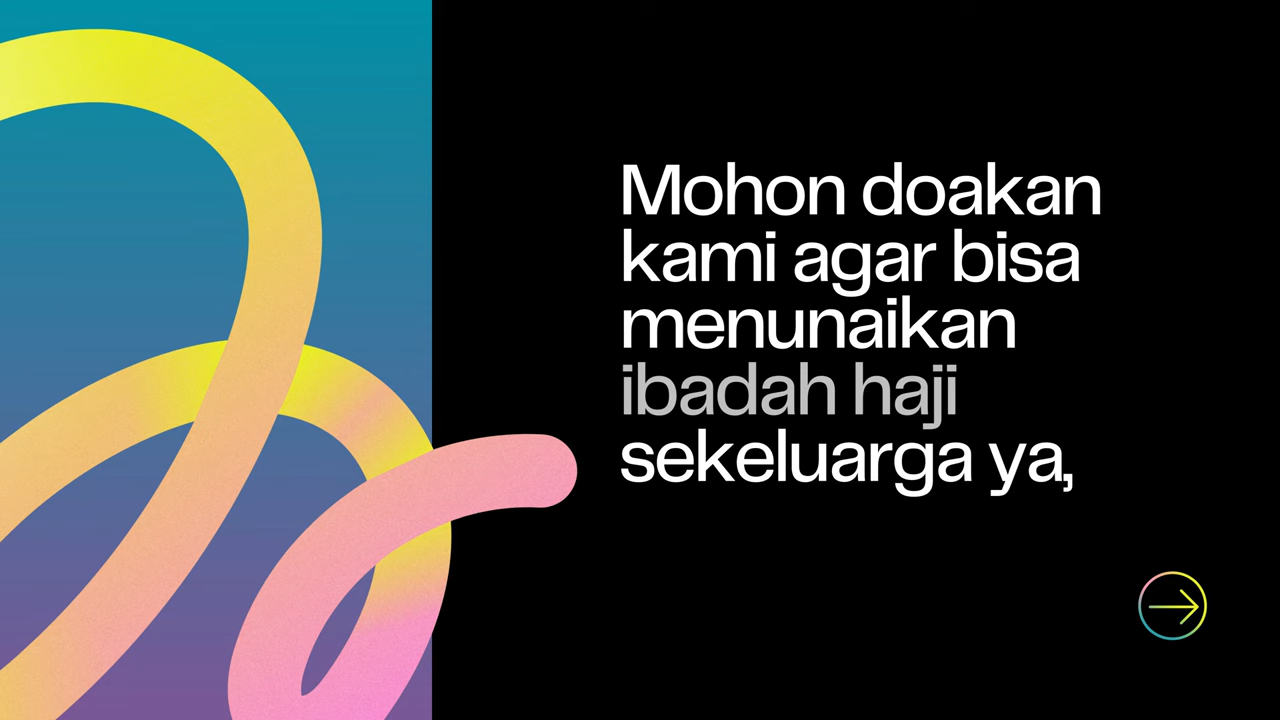 Mohon doakan
kami agar bisa
menunaikan
ibadah haji
sekeluarga ya,